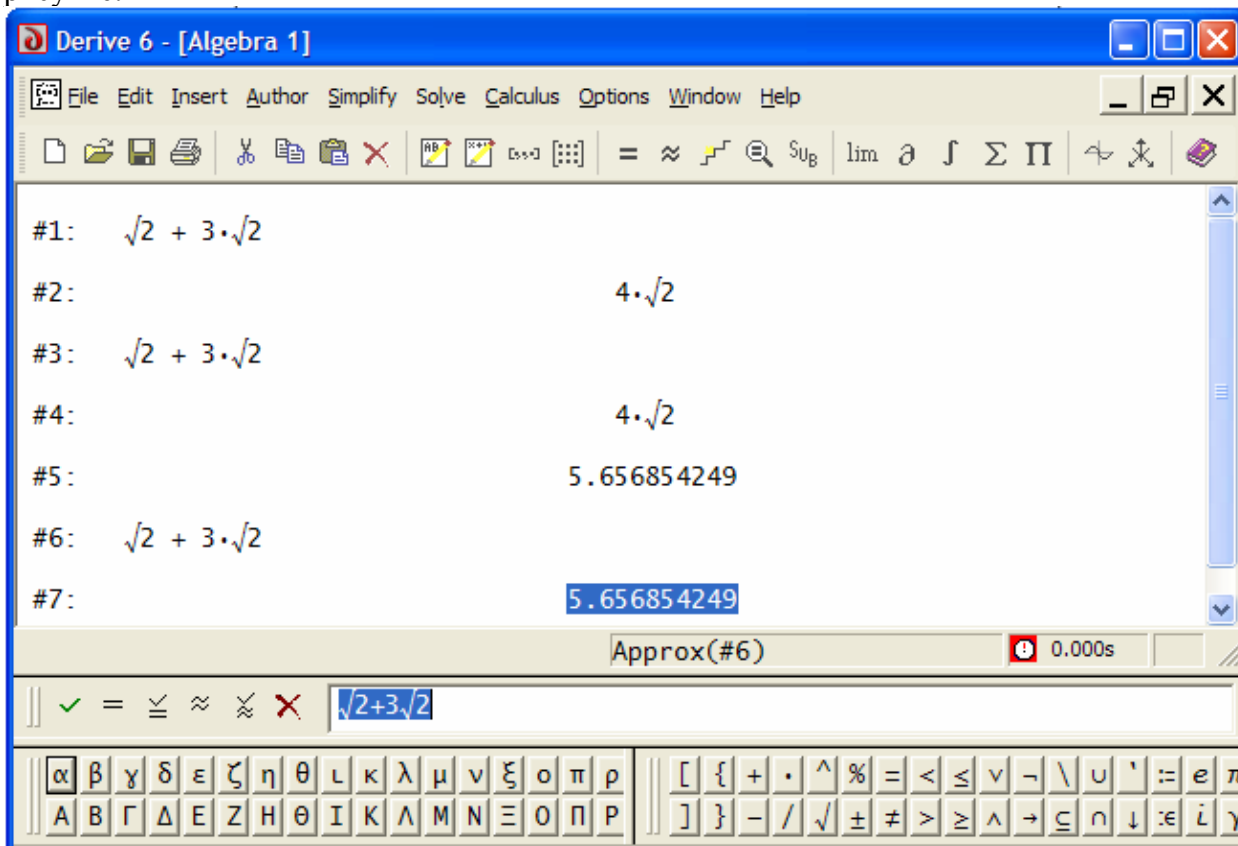 Derive 6 - [Algebra 1]
File Edit Insert Author Simplify Solve Calculus Options Window Help
= ≈ SUB lim ∂ ∫ Σ Π
#1: √2 + 3·√2
#2: 4·√2
#3: √2 + 3·√2
#4: 4·√2
#5: 5.656854249
#6: √2 + 3·√2
#7: 5.656854249
Approx(#6) 0.000s
√2+3√2
α β γ δ ε ζ η θ ι κ λ μ ν ξ ο π ρ [ { + · ^ % = < ≤ ∨ ¬ \ ∪ ‛ := e π
Α Β Γ Δ Ε Ζ Η Θ Ι Κ Λ Μ Ν Ξ Ο Π Ρ ] } − / √ ± ≠ > ≥ ∧ → ⊆ ∩ ↓ :∈ i γ